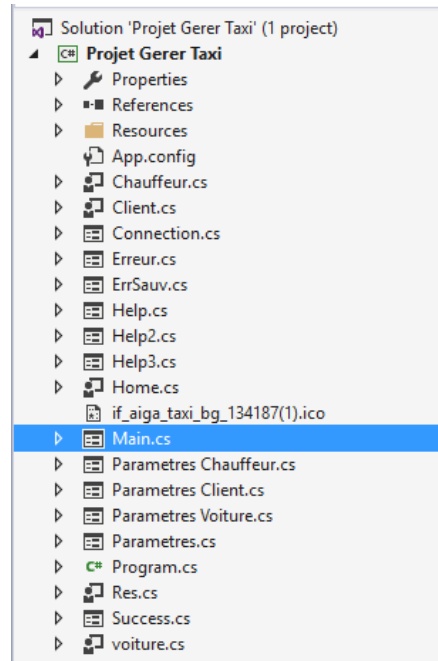 Solution 'Projet Gerer Taxi' (1 project)
C# Projet Gerer Taxi
Properties
References
Resources
App.config
Chauffeur.cs
Client.cs
Connection.cs
Erreur.cs
ErrSauv.cs
Help.cs
Help2.cs
Help3.cs
Home.cs
if_aiga_taxi_bg_134187(1).ico
Main.cs
Parametres Chauffeur.cs
Parametres Client.cs
Parametres Voiture.cs
Parametres.cs
C# Program.cs
Res.cs
Success.cs
voiture.cs